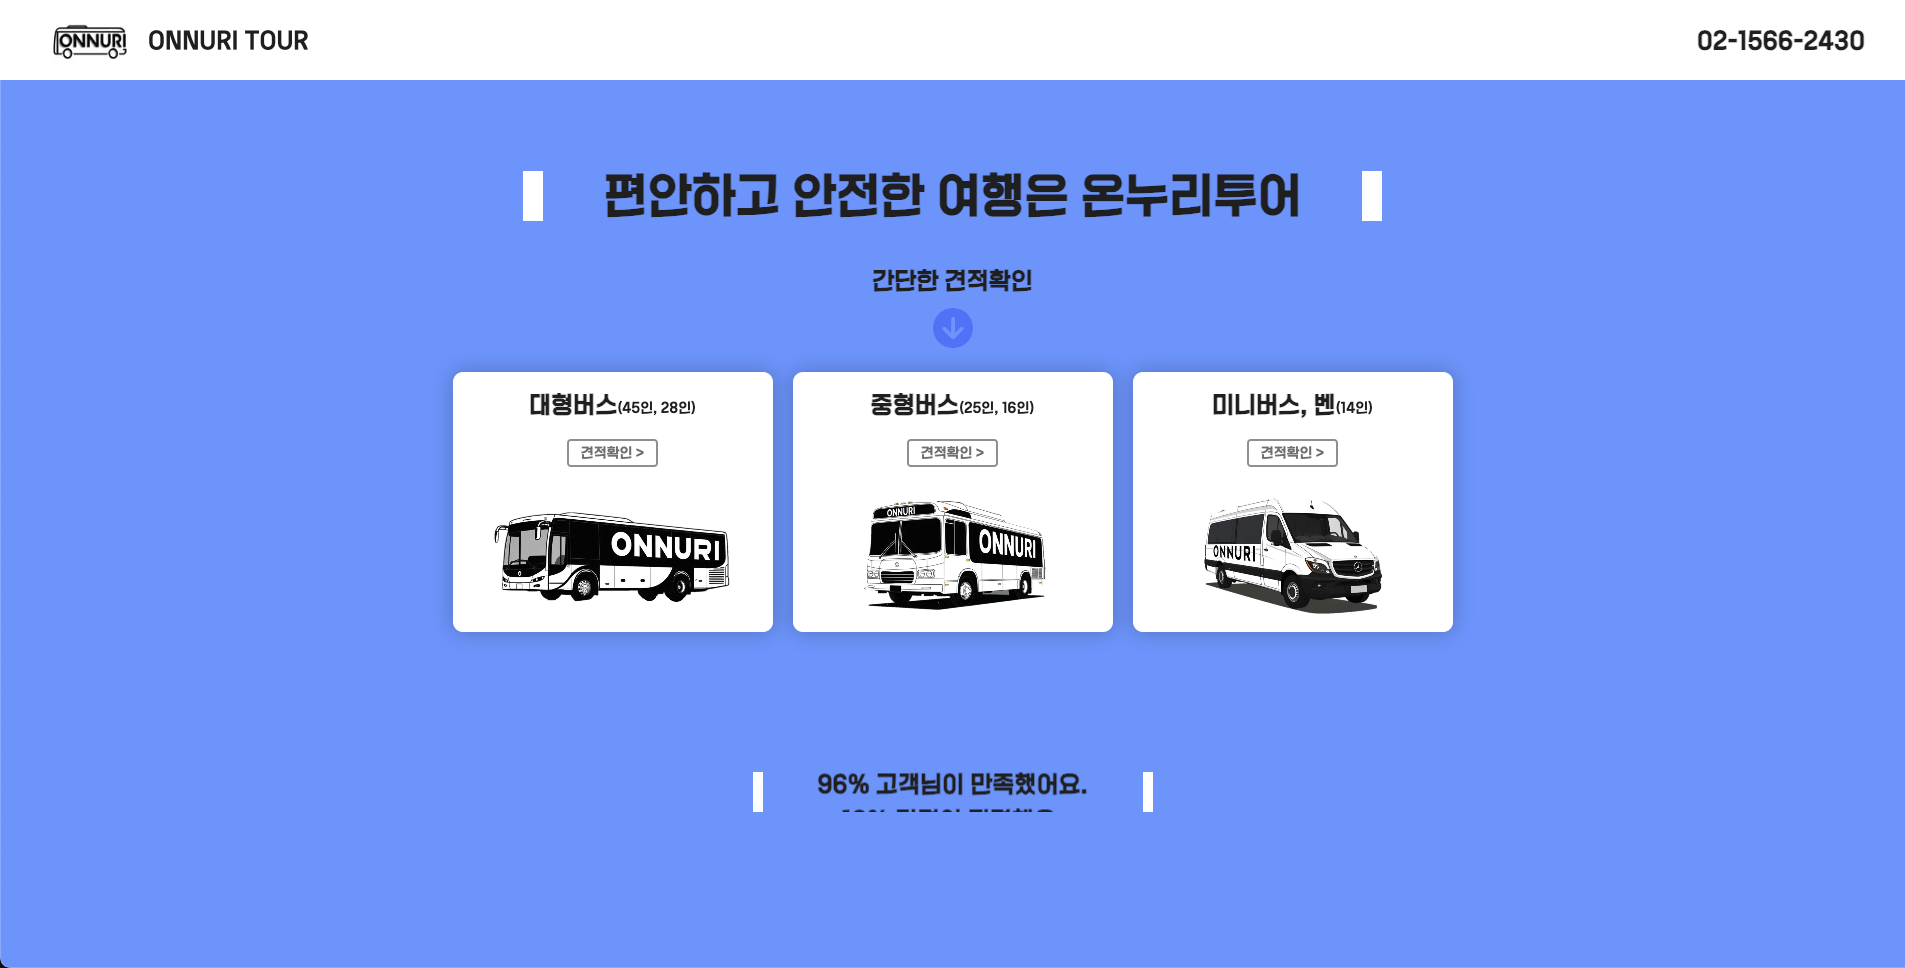 ONNURI
ONNURI TOUR
02-1566-2430
편안하고 안전한 여행은 온누리투어
간단한 견적확인
대형버스(45인, 28인)
견적확인 >
ONNURI
중형버스(25인, 16인)
견적확인 >
ONNURI
ONNURI
미니버스, 벤(14인)
견적확인 >
ONNURI
96% 고객님이 만족했어요.